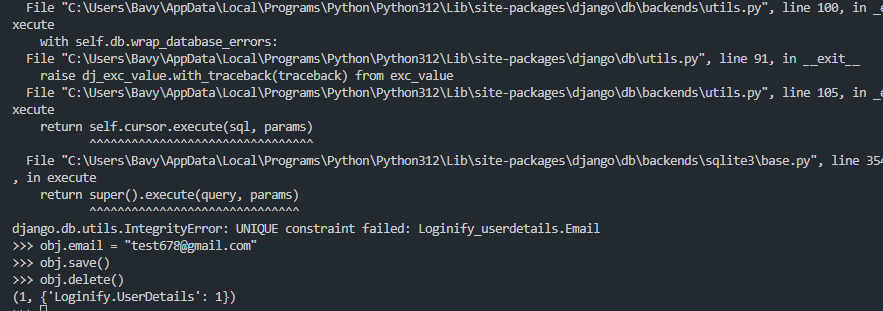 File "C:\Users\Bavy\AppData\Local\Programs\Python\Python312\Lib\site-packages\django\db\backends\utils.py", line 100, in _e
xecute
    with self.db.wrap_database_errors:
  File "C:\Users\Bavy\AppData\Local\Programs\Python\Python312\Lib\site-packages\django\db\utils.py", line 91, in __exit__
    raise dj_exc_value.with_traceback(traceback) from exc_value
  File "C:\Users\Bavy\AppData\Local\Programs\Python\Python312\Lib\site-packages\django\db\backends\utils.py", line 105, in _e
xecute
    return self.cursor.execute(sql, params)
           ^^^^^^^^^^^^^^^^^^^^^^^^^^^^^^^^
  File "C:\Users\Bavy\AppData\Local\Programs\Python\Python312\Lib\site-packages\django\db\backends\sqlite3\base.py", line 354
, in execute
    return super().execute(query, params)
           ^^^^^^^^^^^^^^^^^^^^^^^^^^^^^^
django.db.utils.IntegrityError: UNIQUE constraint failed: Loginify_userdetails.Email
>>> obj.email = "test678@gmail.com"
>>> obj.save()
>>> obj.delete()
(1, {'Loginify.UserDetails': 1})
>>>